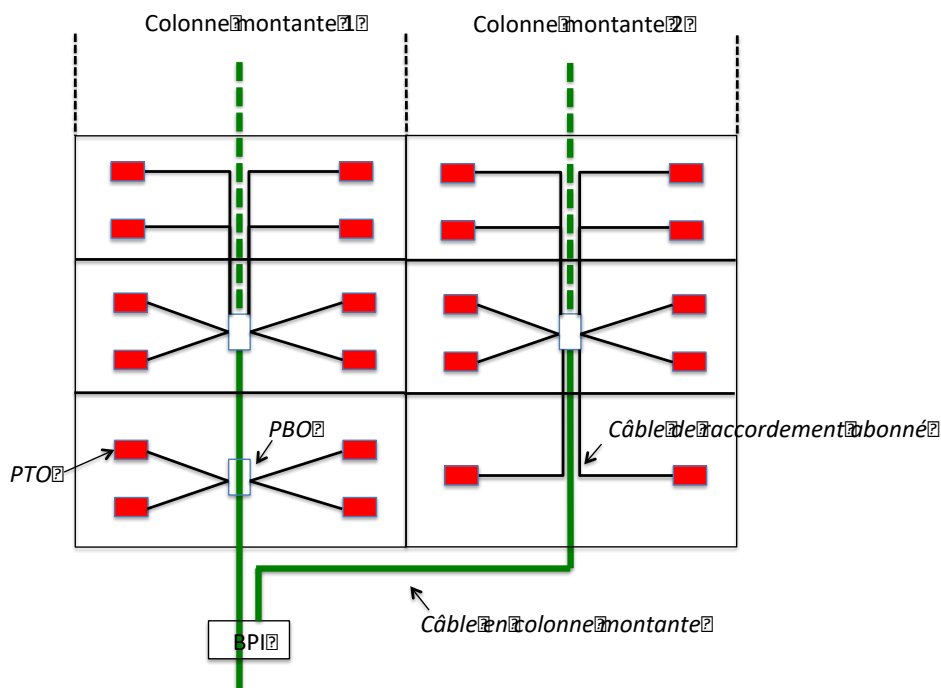 Colonne montante 1
Colonne montante 2
PBO
Câble de raccordement abonné
PTO
Câble en colonne montante
BPI